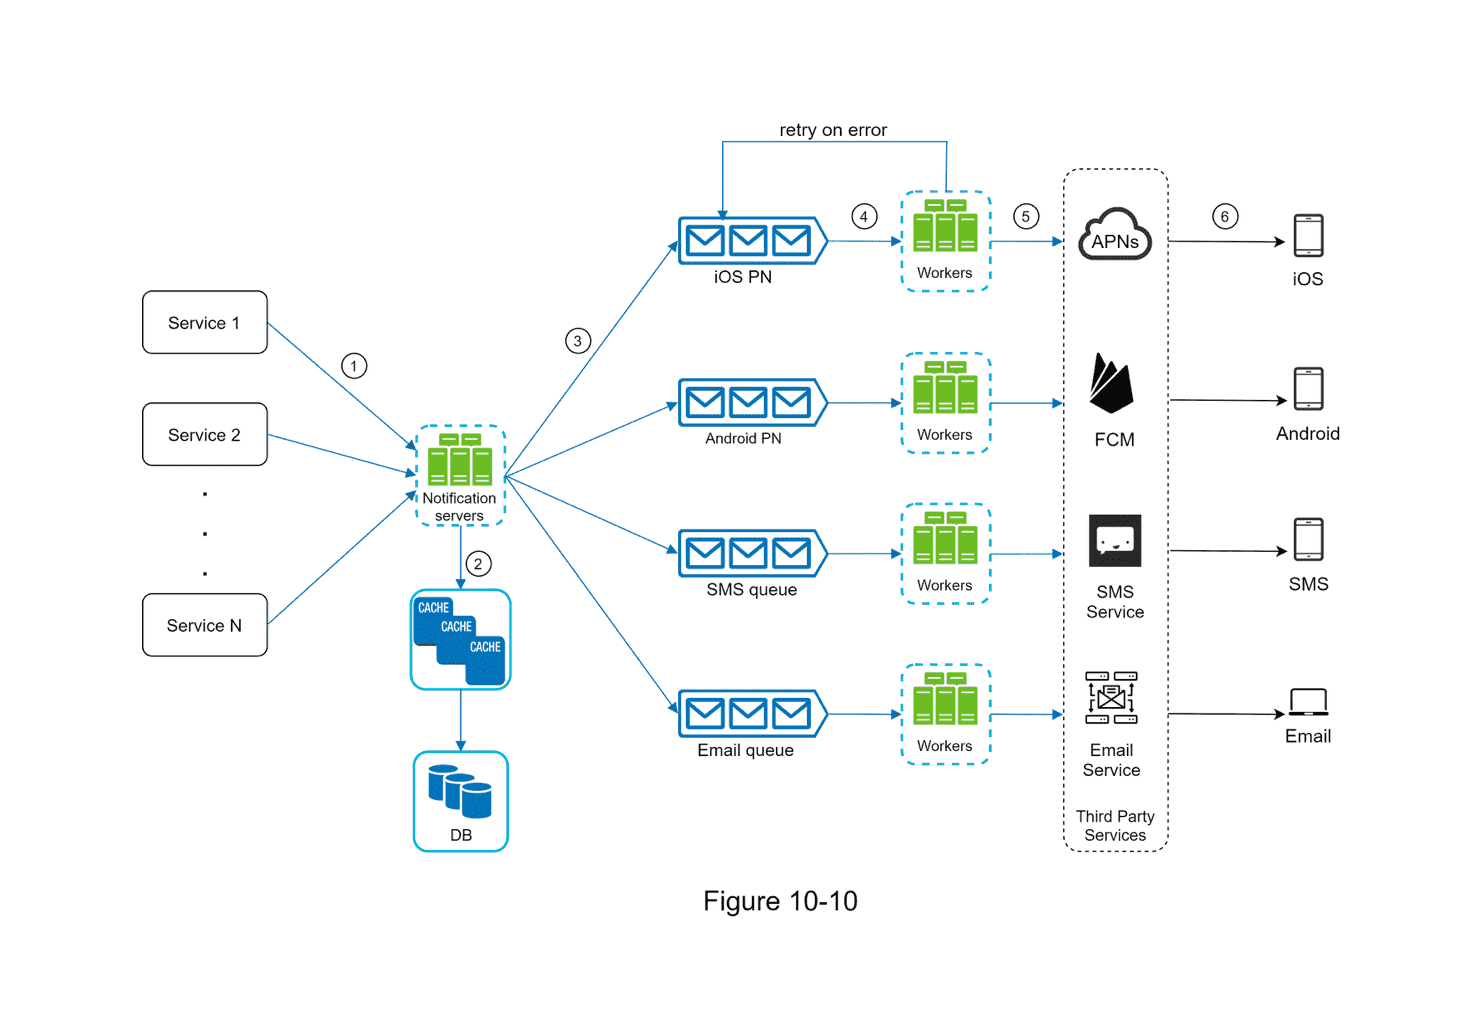 retry on error
4
5
6
APNs
iOS PN
Workers
iOS
Service 1
1
3
Service 2
Android PN
Workers
FCM
Android
Notification
servers
2
CACHE
CACHE
CACHE
SMS queue
Workers
SMS
Service
SMS
Service N
Email queue
Workers
Email
Service
Email
DB
Third Party
Services
Figure 10-10